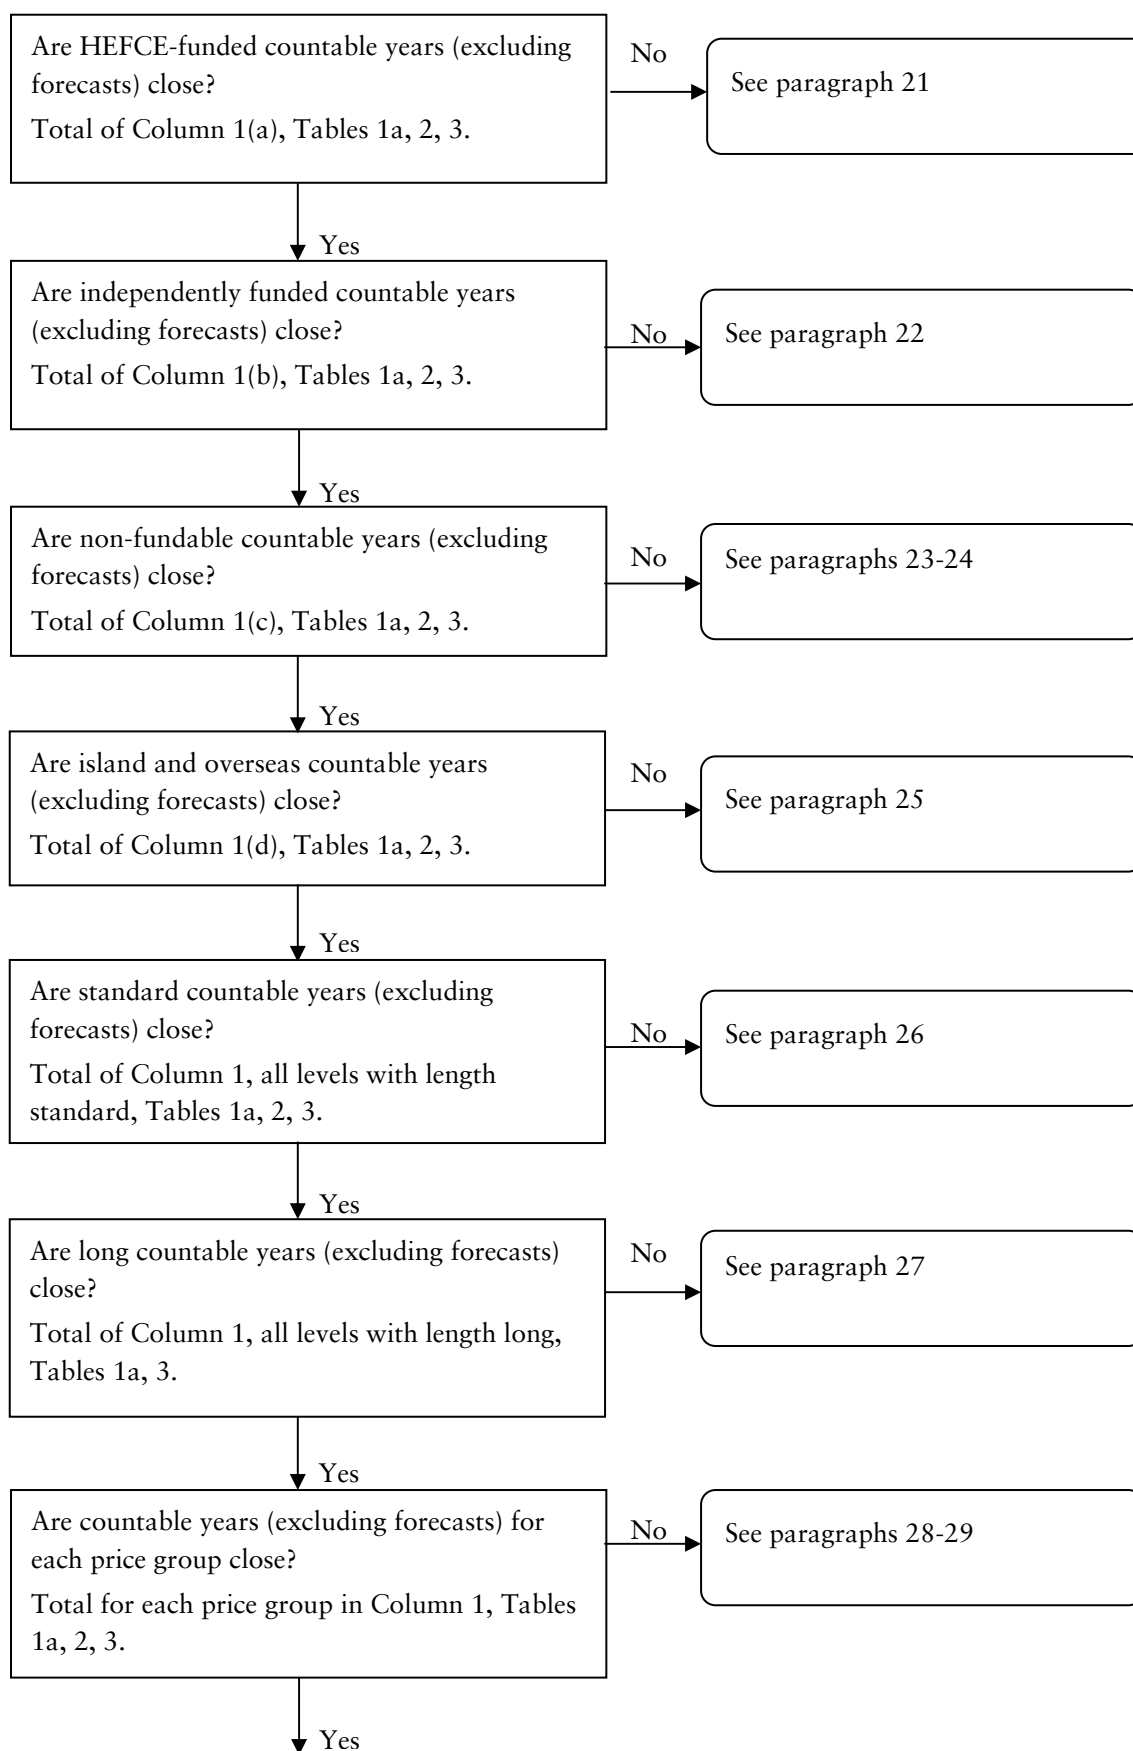 Are HEFCE-funded countable years (excluding
forecasts) close?
Total of Column 1(a), Tables 1a, 2, 3.
No
See paragraph 21
Yes
Are independently funded countable years
(excluding forecasts) close?
Total of Column 1(b), Tables 1a, 2, 3.
No
See paragraph 22
Yes
Are non-fundable countable years (excluding
forecasts) close?
Total of Column 1(c), Tables 1a, 2, 3.
No
See paragraphs 23-24
Yes
Are island and overseas countable years
(excluding forecasts) close?
Total of Column 1(d), Tables 1a, 2, 3.
No
See paragraph 25
Yes
Are standard countable years (excluding
forecasts) close?
Total of Column 1, all levels with length
standard, Tables 1a, 2, 3.
No
See paragraph 26
Yes
Are long countable years (excluding forecasts)
close?
Total of Column 1, all levels with length long,
Tables 1a, 3.
No
See paragraph 27
Yes
Are countable years (excluding forecasts) for
each price group close?
Total for each price group in Column 1, Tables
1a, 2, 3.
No
See paragraphs 28-29
Yes